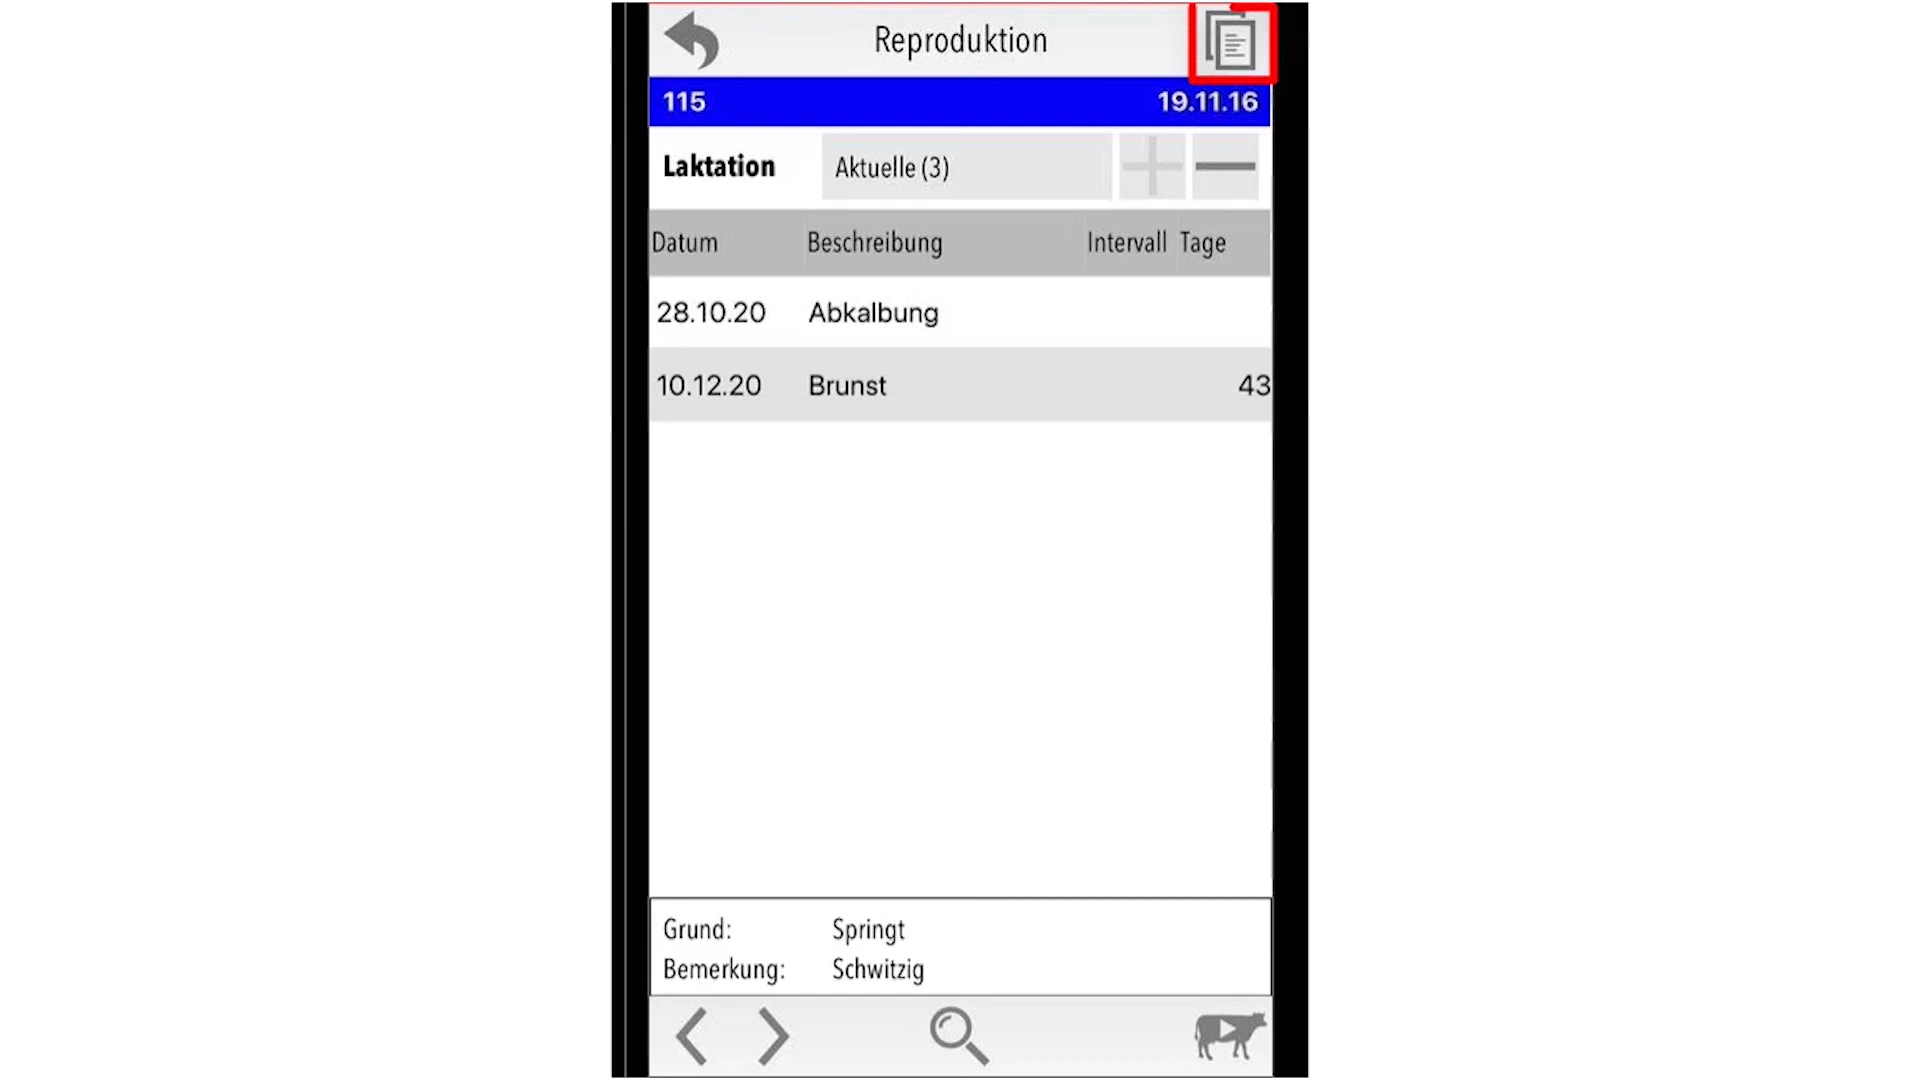 Reproduktion
115 19.11.16
Laktation Aktuelle (3)
Datum Beschreibung Intervall Tage
28.10.20 Abkalbung
10.12.20 Brunst 43
Grund: Springt
Bemerkung: Schwitzig